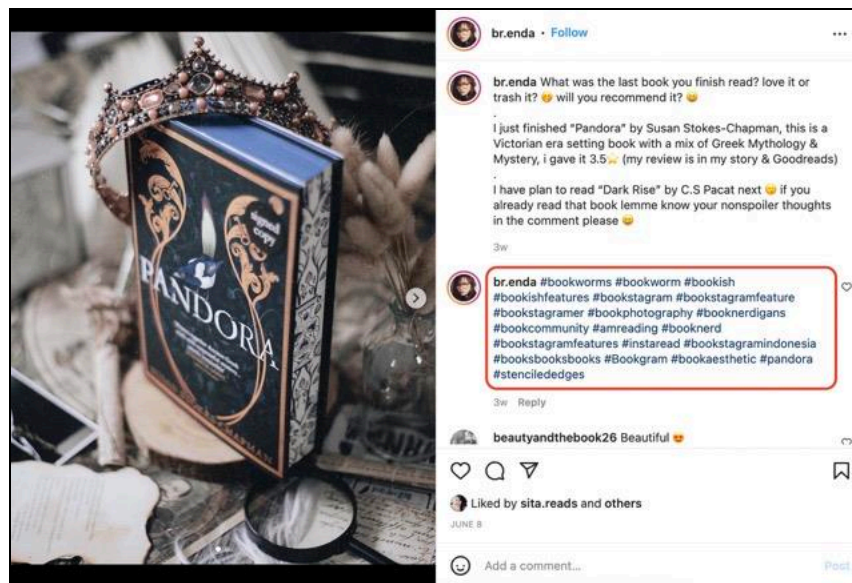 signed
copy
PANDORA
br.enda • Follow
br.enda What was the last book you finish read? love it or
trash it? 🤭 will you recommend it? 😄
.
I just finished "Pandora" by Susan Stokes-Chapman, this is a
Victorian era setting book with a mix of Greek Mythology &
Mystery, i gave it 3.5⭐ (my review is in my story & Goodreads)
.
I have plan to read "Dark Rise" by C.S Pacat next 😄 if you
already read that book lemme know your nonspoiler thoughts
in the comment please 😄
3w
br.enda #bookworms #bookworm #bookish
#bookishfeatures #bookstagram #bookstagramfeature
#bookstagramer #bookphotography #booknerdigans
#bookcommunity #amreading #booknerd
#bookstagramfeatures #instaread #bookstagramindonesia
#booksbooksbooks #Bookgram #bookaesthetic #pandora
#stencilededges
3w Reply
beautyandthebook26 Beautiful 😍
Liked by sita.reads and others
JUNE 8
Add a comment...
Post